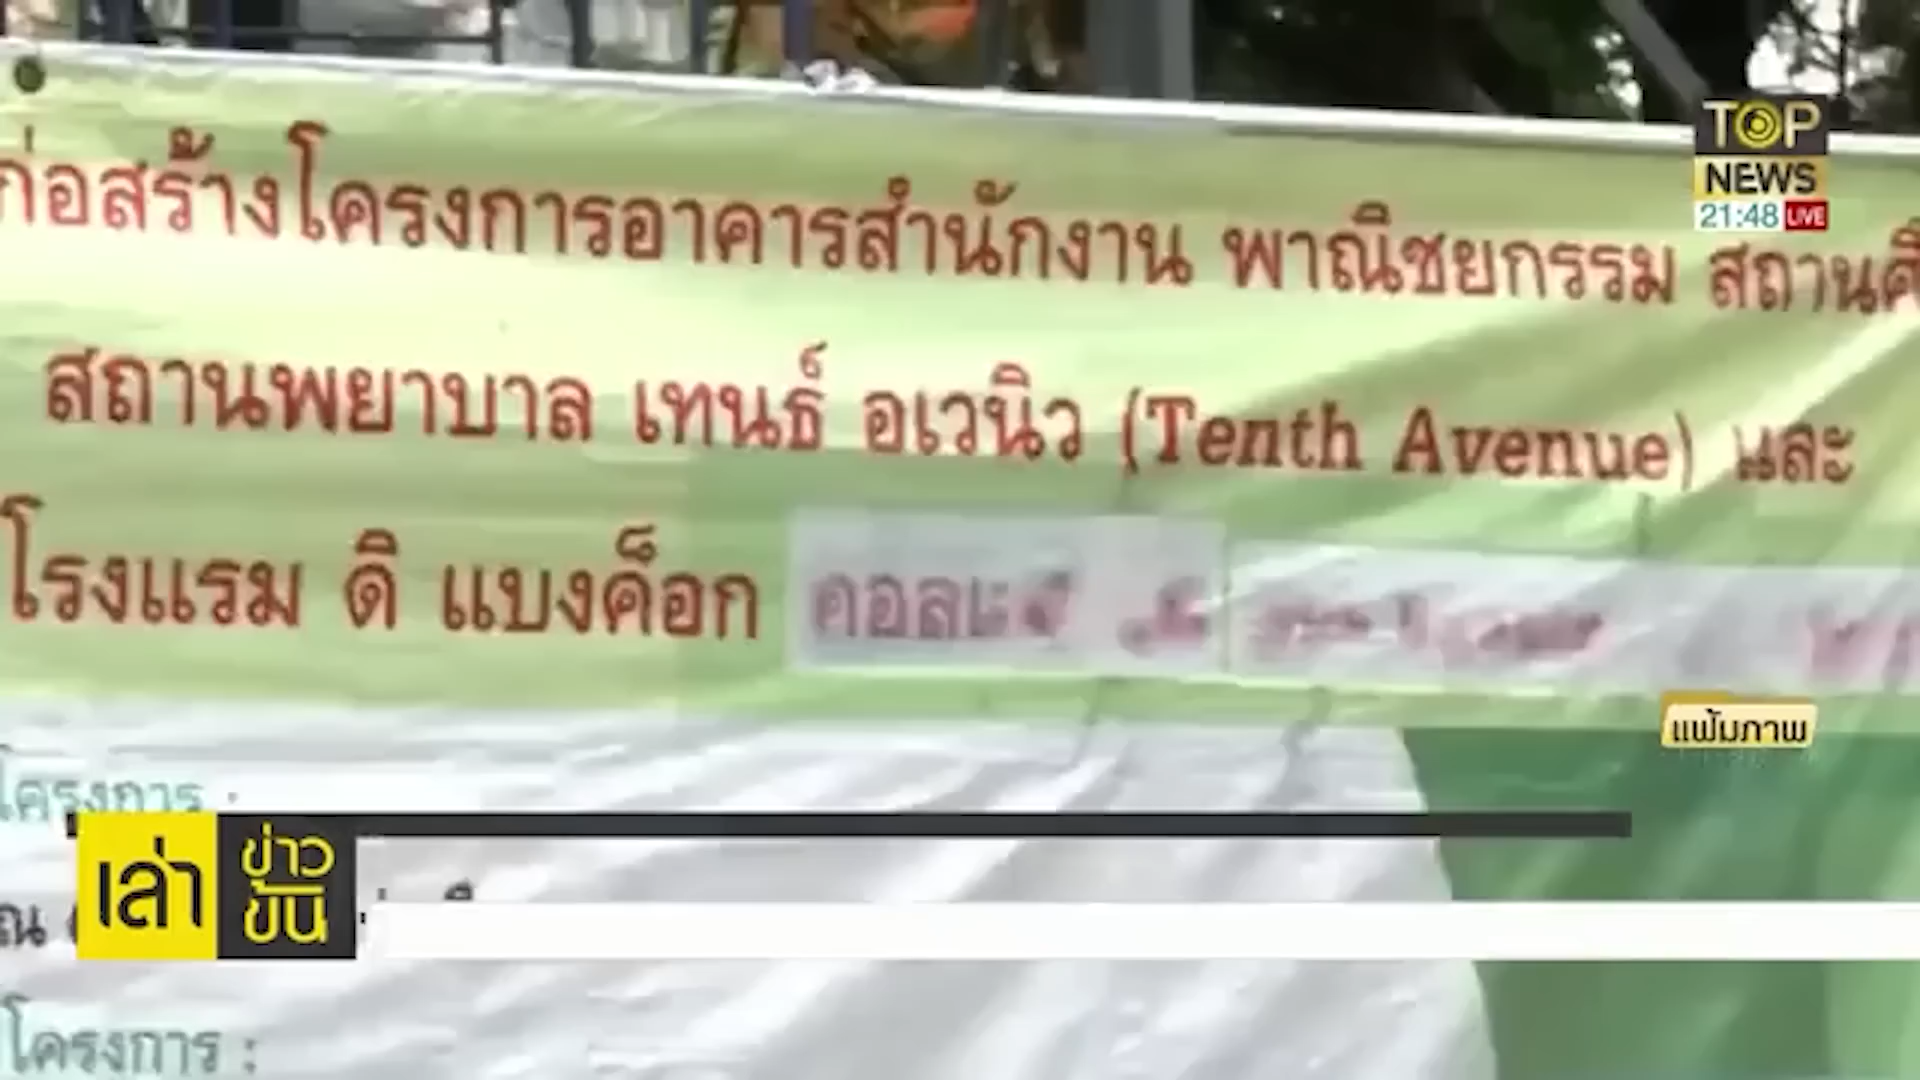 ก่อสร้างโครงการอาคารสำนักงาน พาณิชยกรรม
สถานพยาบาล เทนธ์ อเวนิว (Tenth Avenue) และ
โรงแรม ดิ แบงค็อก
TOP
NEWS
21:48 LIVE
แฟ้มภาพ
โครงการ :
เล่า
ข่าว
ข้น
โครงการ :